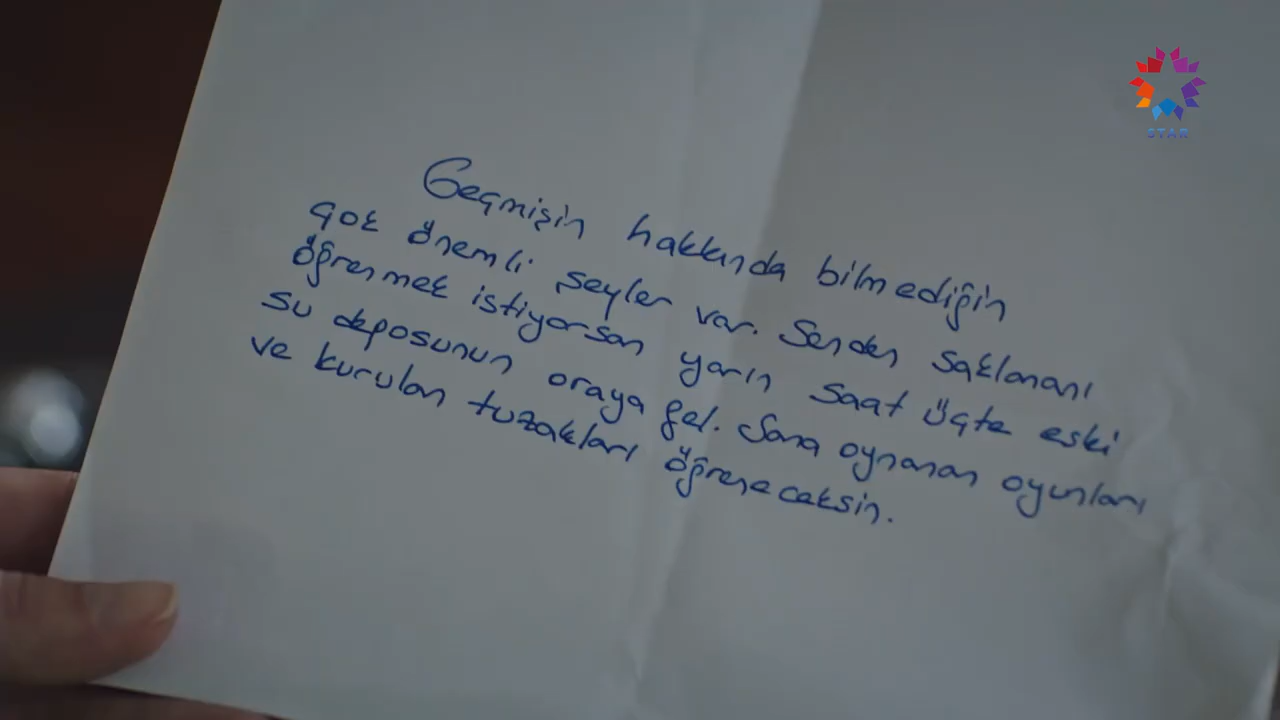 Geçmişin hakkında bilmediğin
çok önemli şeyler var. Senden saklananı
öğrenmek istiyorsan yarın saat üçte eski
su deposunun oraya gel. Sana oynanan oyunları
ve kurulan tuzakları öğreneceksin.
STAR